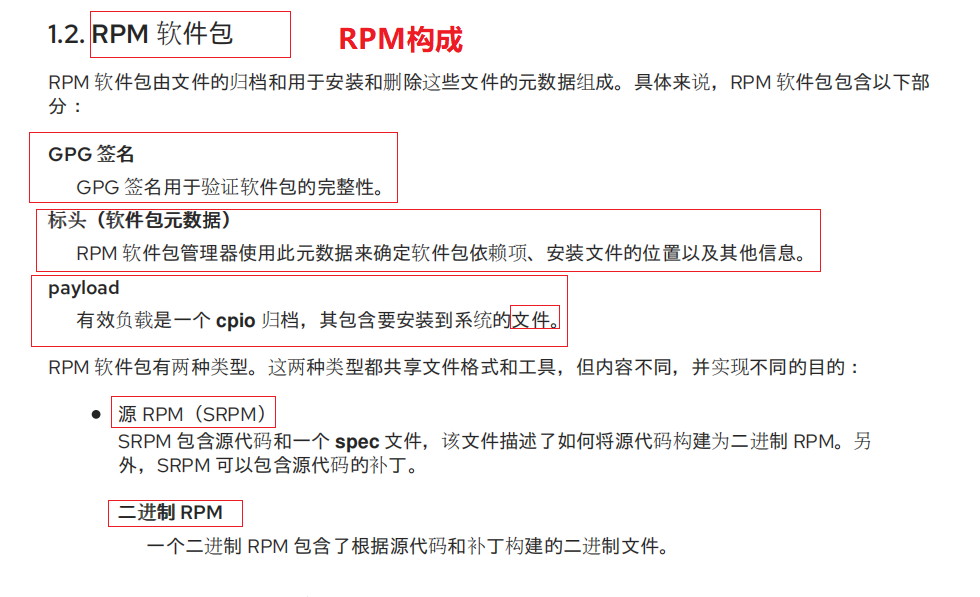 1.2. RPM 软件包
RPM构成
RPM 软件包由文件的归档和用于安装和删除这些文件的元数据组成。具体来说，RPM 软件包包含以下部
分：
GPG 签名
GPG 签名用于验证软件包的完整性。
标头（软件包元数据）
RPM 软件包管理器使用此元数据来确定软件包依赖项、安装文件的位置以及其他信息。
payload
有效负载是一个 cpio 归档，其包含要安装到系统的文件。
RPM 软件包有两种类型。这两种类型都共享文件格式和工具，但内容不同，并实现不同的目的：
● 源 RPM（SRPM）
SRPM 包含源代码和一个 spec 文件，该文件描述了如何将源代码构建为二进制 RPM。另
外，SRPM 可以包含源代码的补丁。
二进制 RPM
一个二进制 RPM 包含了根据源代码和补丁构建的二进制文件。